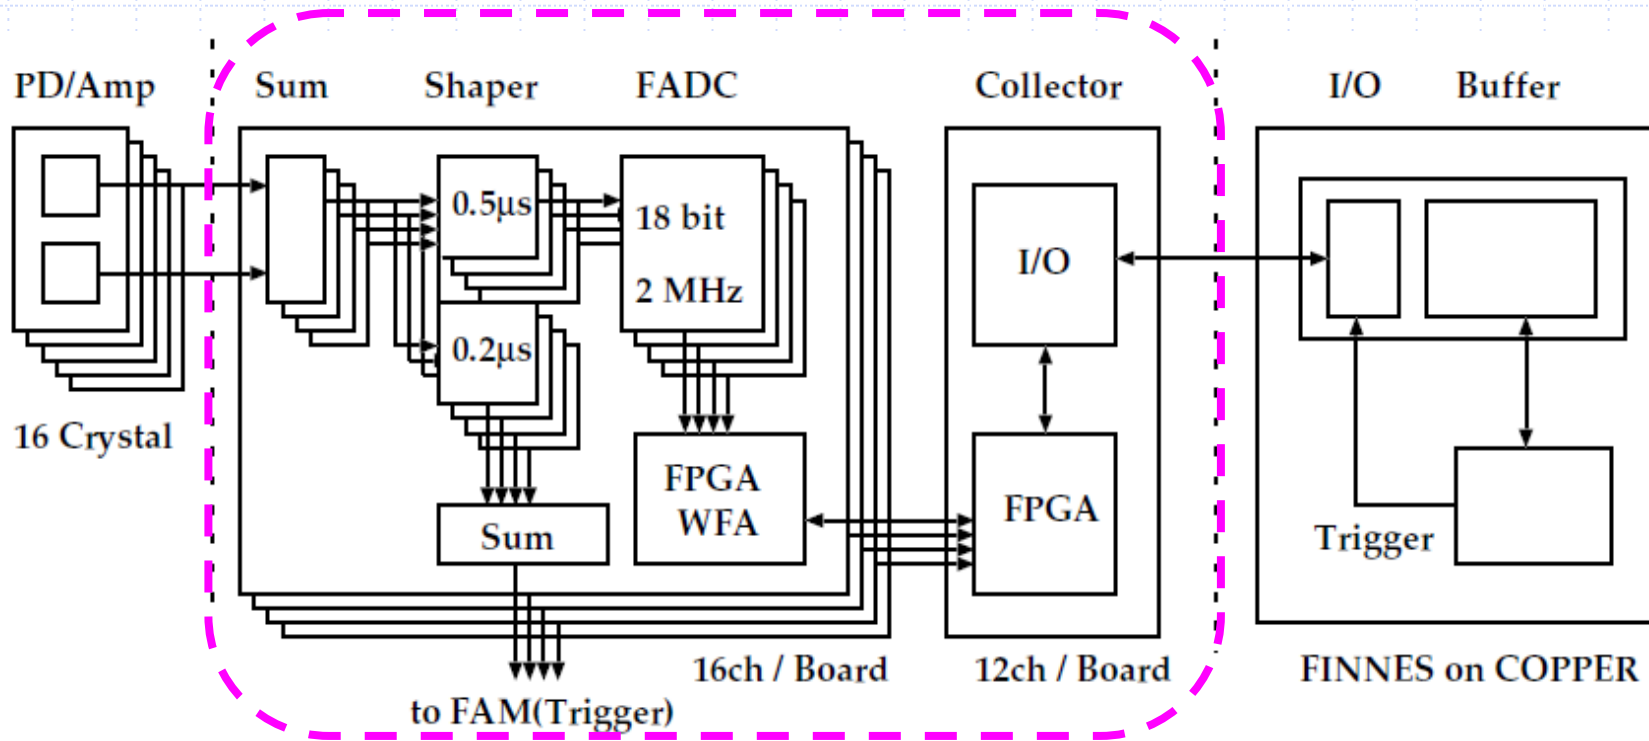 PD/Amp
Sum
Shaper
FADC
Collector
I/O
Buffer
0.5μs
18 bit
2 MHz
I/O
0.2μs
16 Crystal
FPGA
WFA
FPGA
Sum
Trigger
16ch / Board
12ch / Board
FINNES on COPPER
to FAM(Trigger)